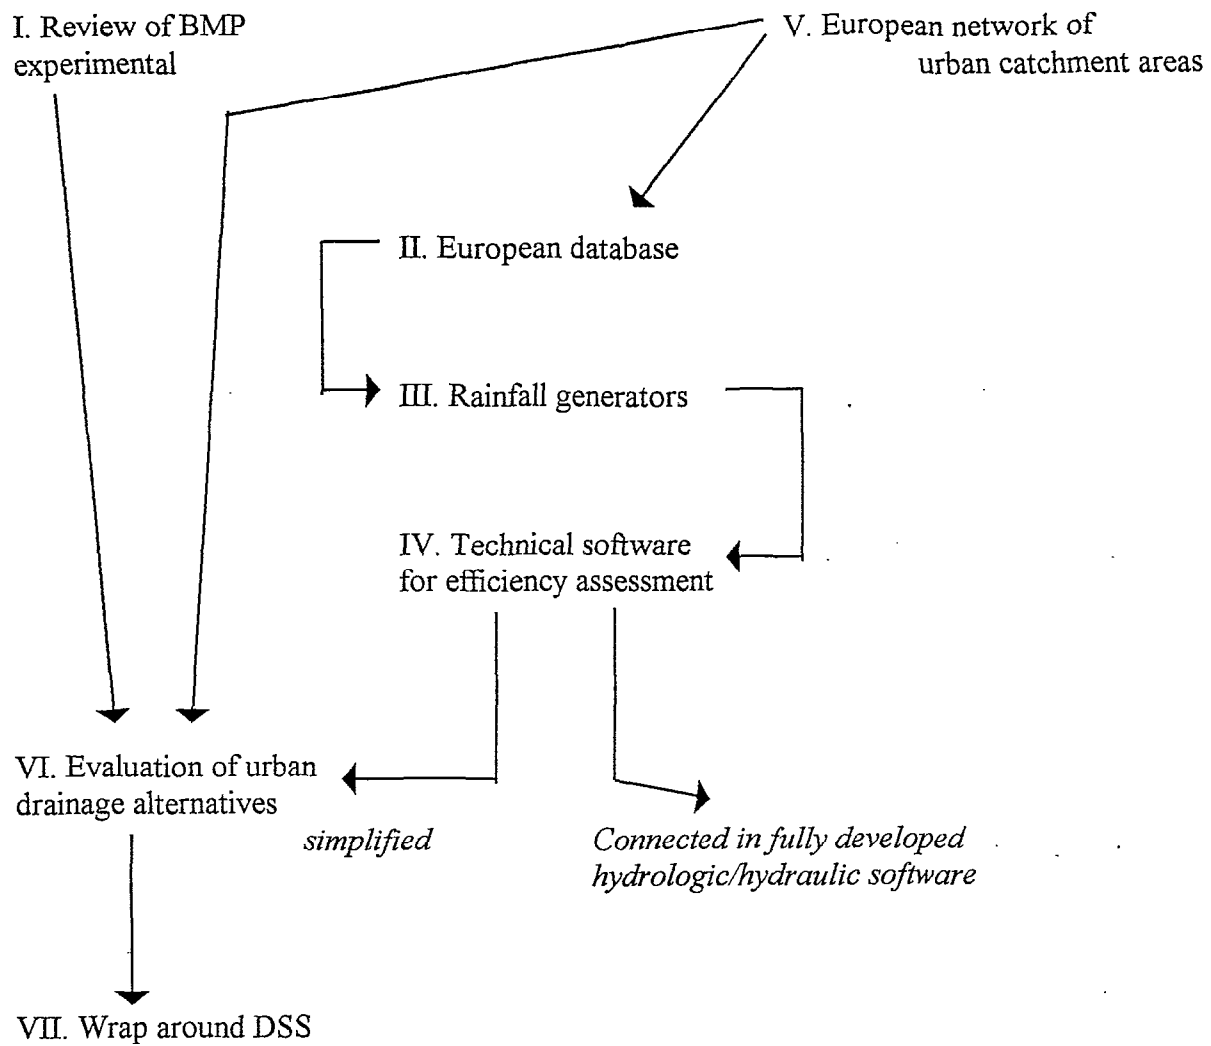 I. Review of BMP
experimental
V. European network of
urban catchment areas
II. European database
III. Rainfall generators
IV. Technical software
for efficiency assessment
VI. Evaluation of urban
drainage alternatives
simplified
Connected in fully developed
hydrologic/hydraulic software
VII. Wrap around DSS